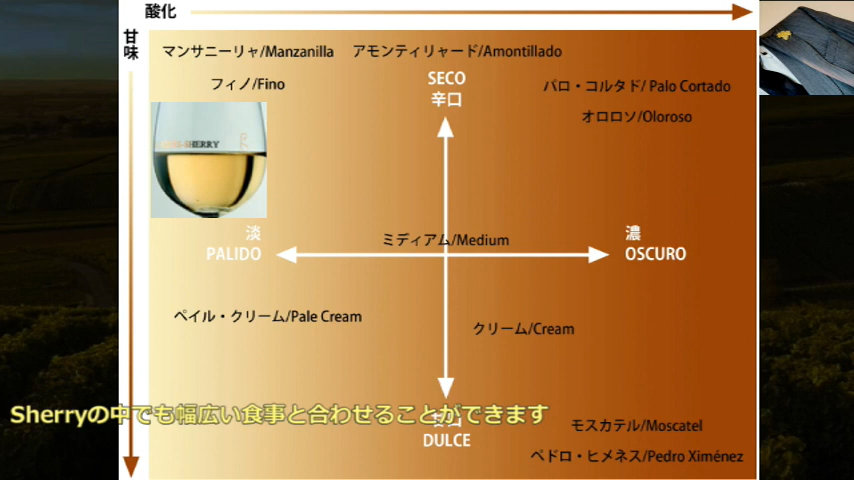 酸化
甘味
マンサニーリャ/Manzanilla
アモンティリャード/Amontillado
フィノ/Fino
SECO
辛口
パロ・コルタド/ Palo Cortado
オロロソ/Oloroso
SHERRY
淡
PALIDO
ミディアム/Medium
濃
OSCURO
ペイル・クリーム/Pale Cream
クリーム/Cream
Sherryの中でも幅広い食事と合わせることができます
DULCE
モスカテル/Moscatel
ペドロ・ヒメネス/Pedro Ximénez